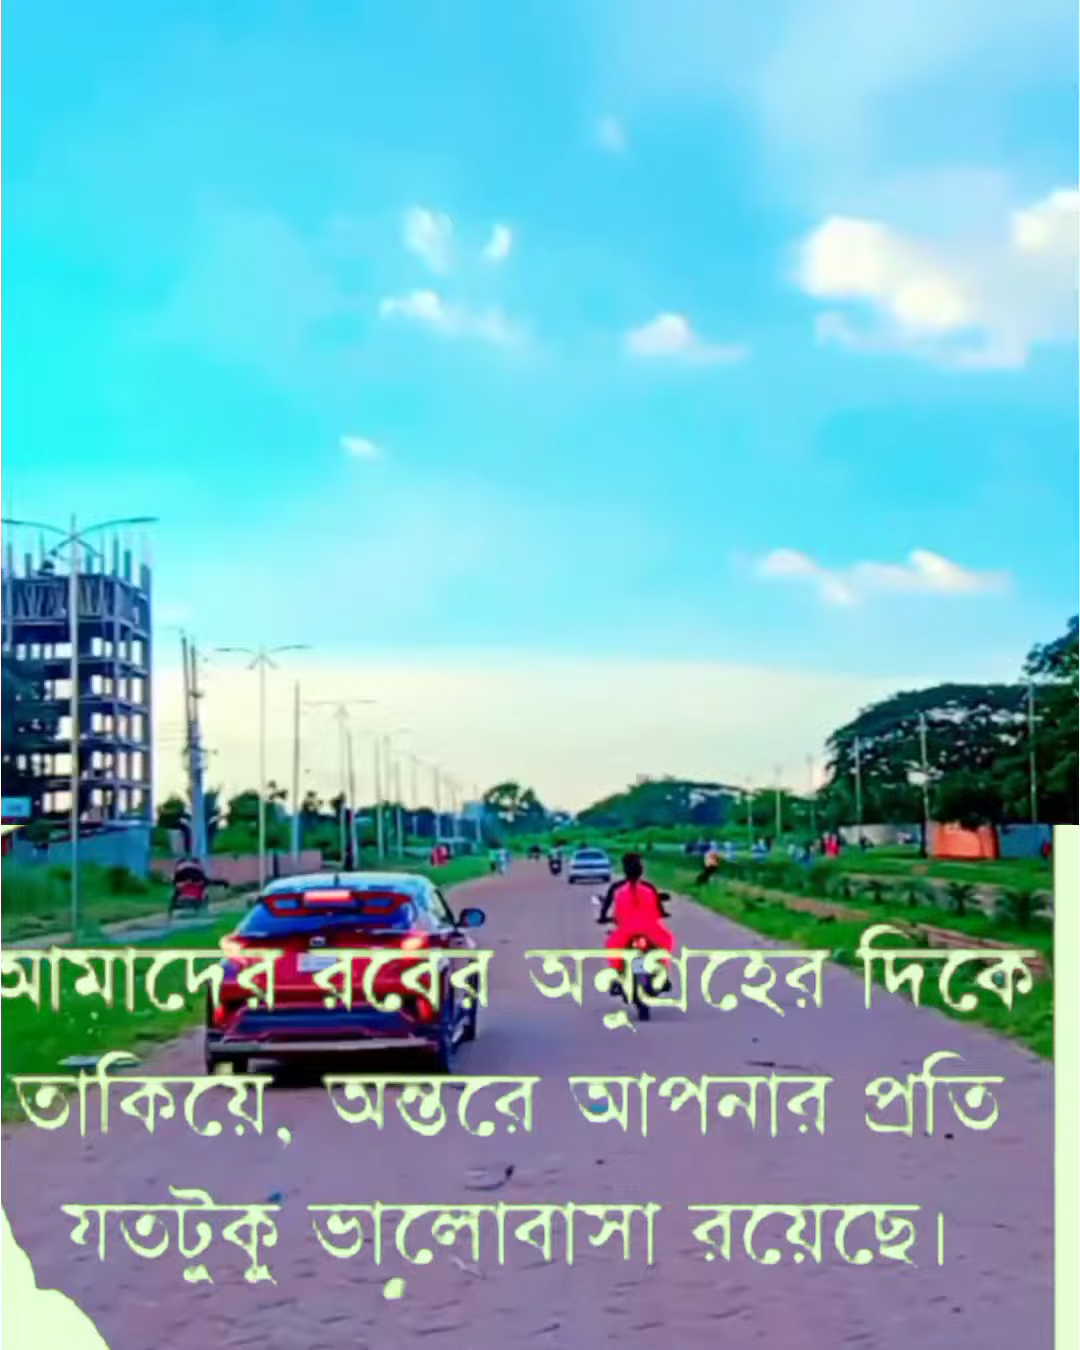 আমাদের রবের অনুগ্রহের দিকে
তাকিয়ে, অন্তরে আপনার প্রতি
যতটুকু ভালোবাসা রয়েছে।